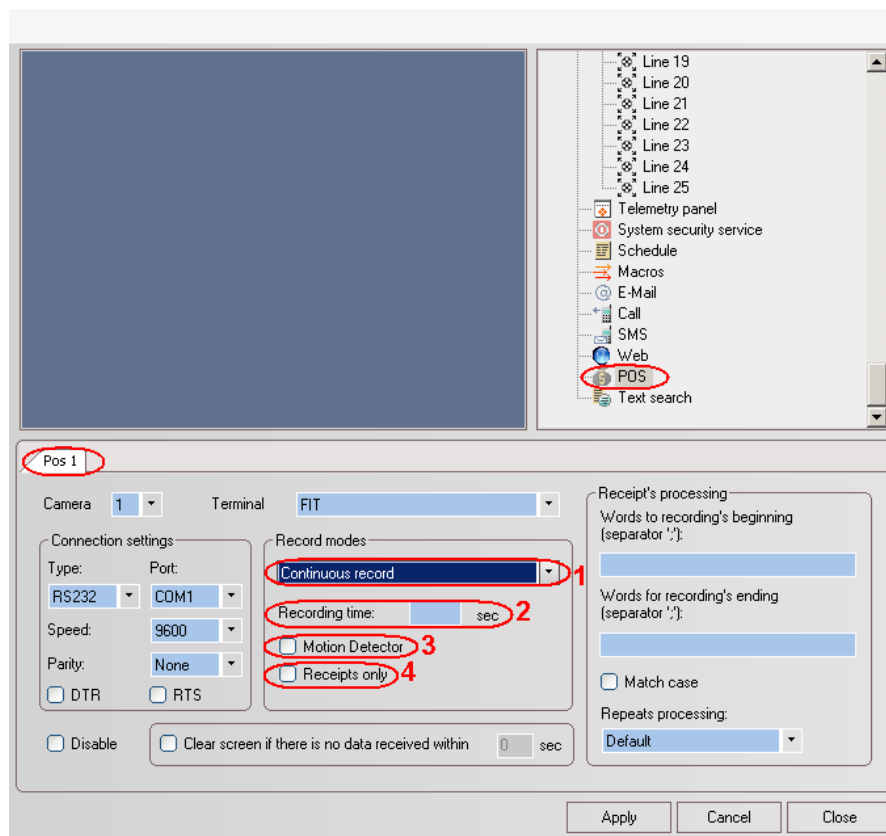 Line 19
Line 20
Line 21
Line 22
Line 23
Line 24
Line 25
Telemetry panel
System security service
Schedule
Macros
E-Mail
Call
SMS
Web
POS
Text search
Pos 1
Camera 1 Terminal FIT
Connection settings
Type: Port:
RS232 COM1
Speed: 9600
Parity: None
DTR RTS
Record modes
Continuous record 1
Recording time: sec 2
Motion Detector 3
Receipts only 4
Disable
Clear screen if there is no data received within 0 sec
Receipt's processing
Words to recording's beginning
(separator ';'):
Words for recording's ending
(separator ';'):
Match case
Repeats processing:
Default
Apply Cancel Close